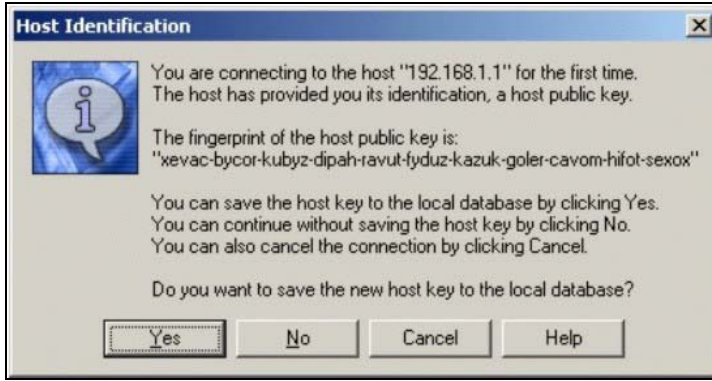 Host Identification
You are connecting to the host "192.168.1.1" for the first time.
The host has provided you its identification, a host public key.
The fingerprint of the host public key is:
"xevac-bycor-kubyz-dipah-ravut-fyduz-kazuk-goler-cavom-hifot-sexox"
You can save the host key to the local database by clicking Yes.
You can continue without saving the host key by clicking No.
You can also cancel the connection by clicking Cancel.
Do you want to save the new host key to the local database?
Yes No Cancel Help